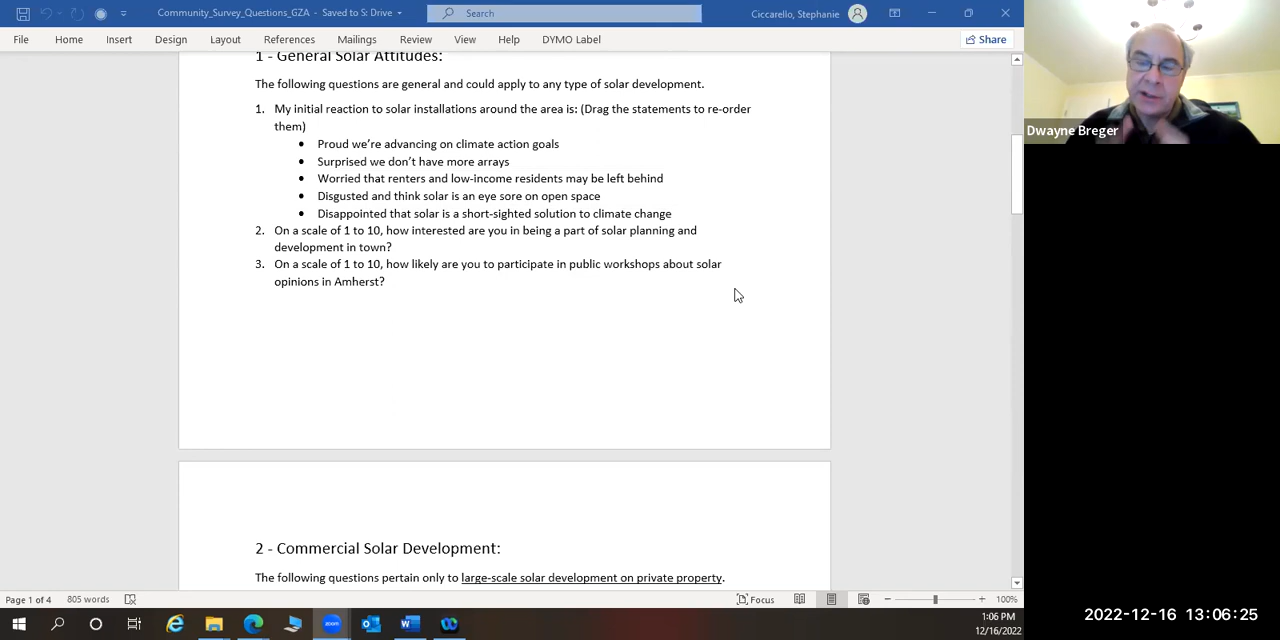 Community_Survey_Questions_GZA - Saved to S: Drive
Search
Ciccarello, Stephanie
File Home Insert Design Layout References Mailings Review View Help DYMO Label
Share
1 - General Solar Attitudes:
The following questions are general and could apply to any type of solar development.
1. My initial reaction to solar installations around the area is: (Drag the statements to re-order
them)
• Proud we're advancing on climate action goals
• Surprised we don't have more arrays
• Worried that renters and low-income residents may be left behind
• Disgusted and think solar is an eye sore on open space
• Disappointed that solar is a short-sighted solution to climate change
2. On a scale of 1 to 10, how interested are you in being a part of solar planning and
development in town?
3. On a scale of 1 to 10, how likely are you to participate in public workshops about solar
opinions in Amherst?
2 - Commercial Solar Development:
The following questions pertain only to large-scale solar development on private property.
Page 1 of 4 805 words
Focus
100%
zoom
1:06 PM
12/16/2022
Dwayne Breger
2022-12-16 13:06:25